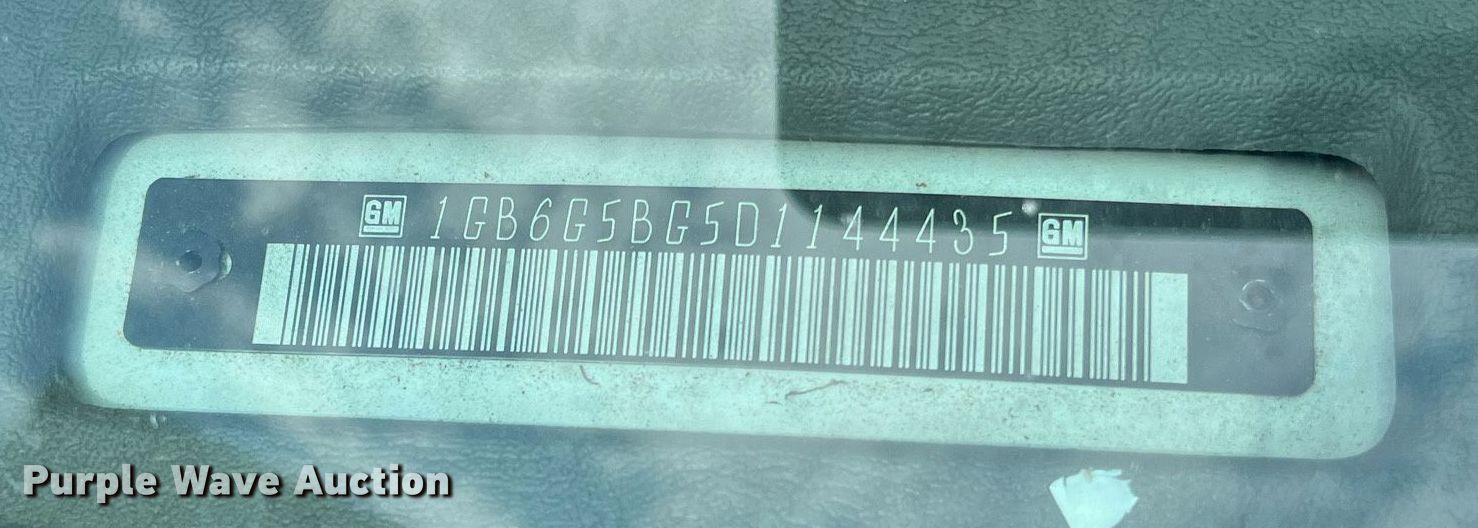 GM 1GB6G5BG5D1144435 GM
Purple Wave Auction